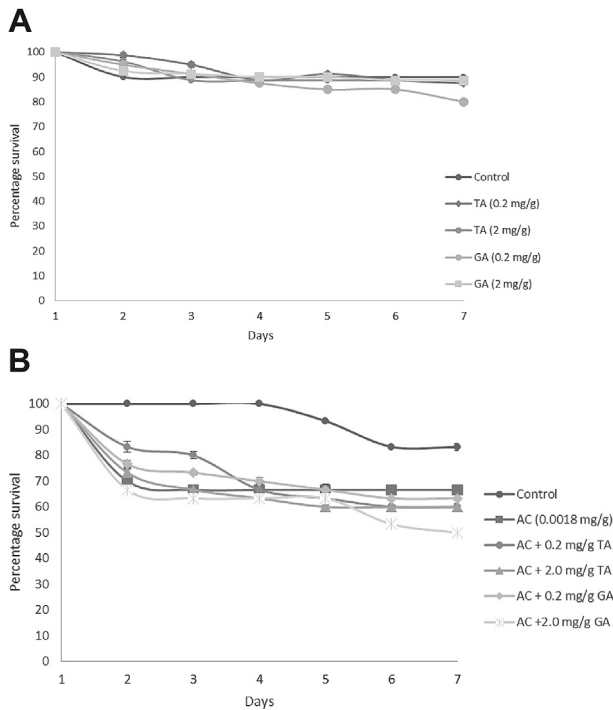 A
100
90
80
70
60
50
40
30
20
10
0
Percentage survival
1 2 3 4 5 6 7
Days
Control
TA (0.2 mg/g)
TA (2 mg/g)
GA (0.2 mg/g)
GA (2 mg/g)
B
100
90
80
70
60
50
40
30
20
10
0
Percentage survival
1 2 3 4 5 6 7
Days
Control
AC (0.0018 mg/g)
AC + 0.2 mg/g TA
AC + 2.0 mg/g TA
AC + 0.2 mg/g GA
AC +2.0 mg/g GA